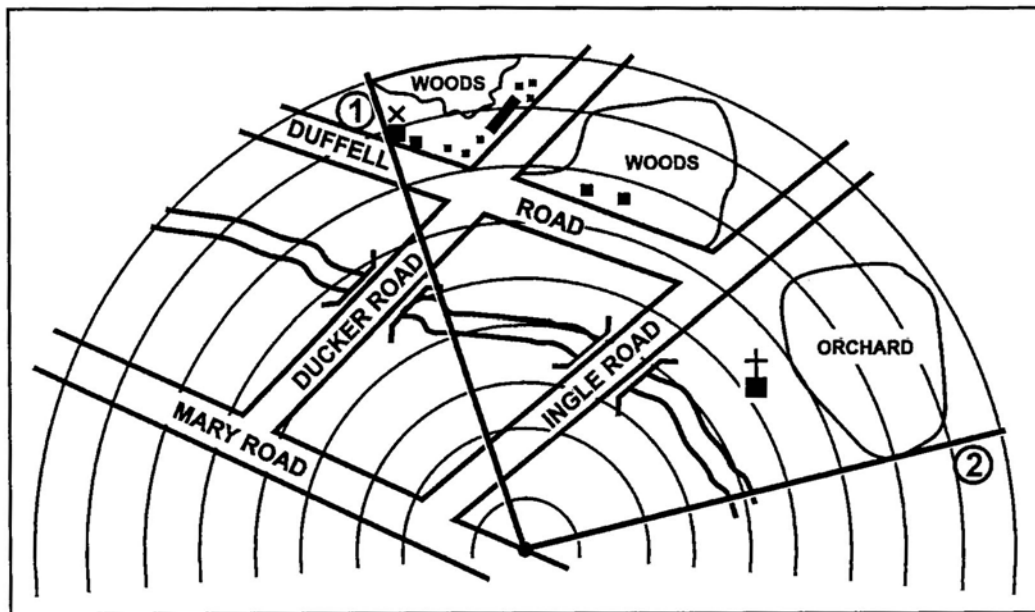 WOODS
1
DUFFELL
WOODS
ROAD
DUCKER ROAD
ORCHARD
INGLE ROAD
MARY ROAD
2